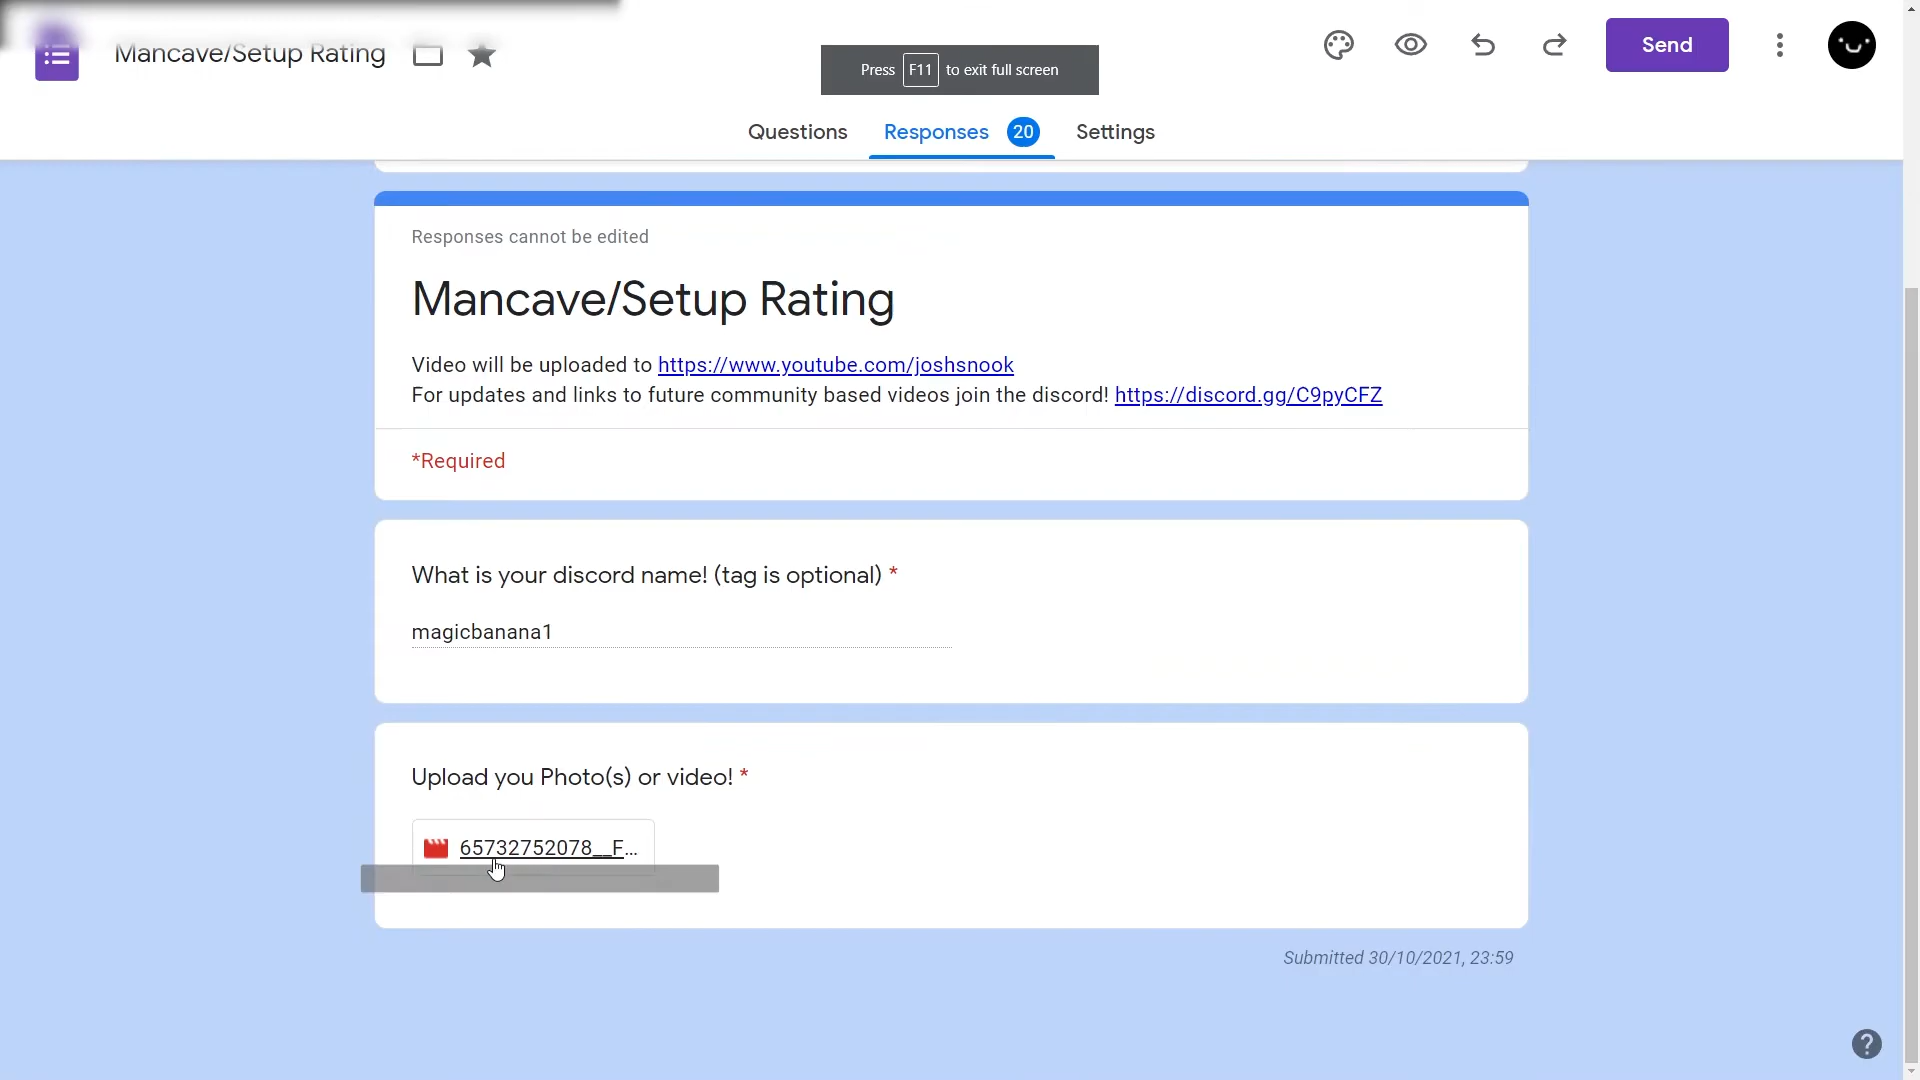 Mancave/Setup Rating
Press F11 to exit full screen
Send
Questions
Responses 20
Settings
Responses cannot be edited
Mancave/Setup Rating
Video will be uploaded to https://www.youtube.com/joshsnook
For updates and links to future community based videos join the discord! https://discord.gg/C9pyCFZ
*Required
What is your discord name! (tag is optional) *
magicbanana1
Upload you Photo(s) or video! *
65732752078__F...
Submitted 30/10/2021, 23:59
?